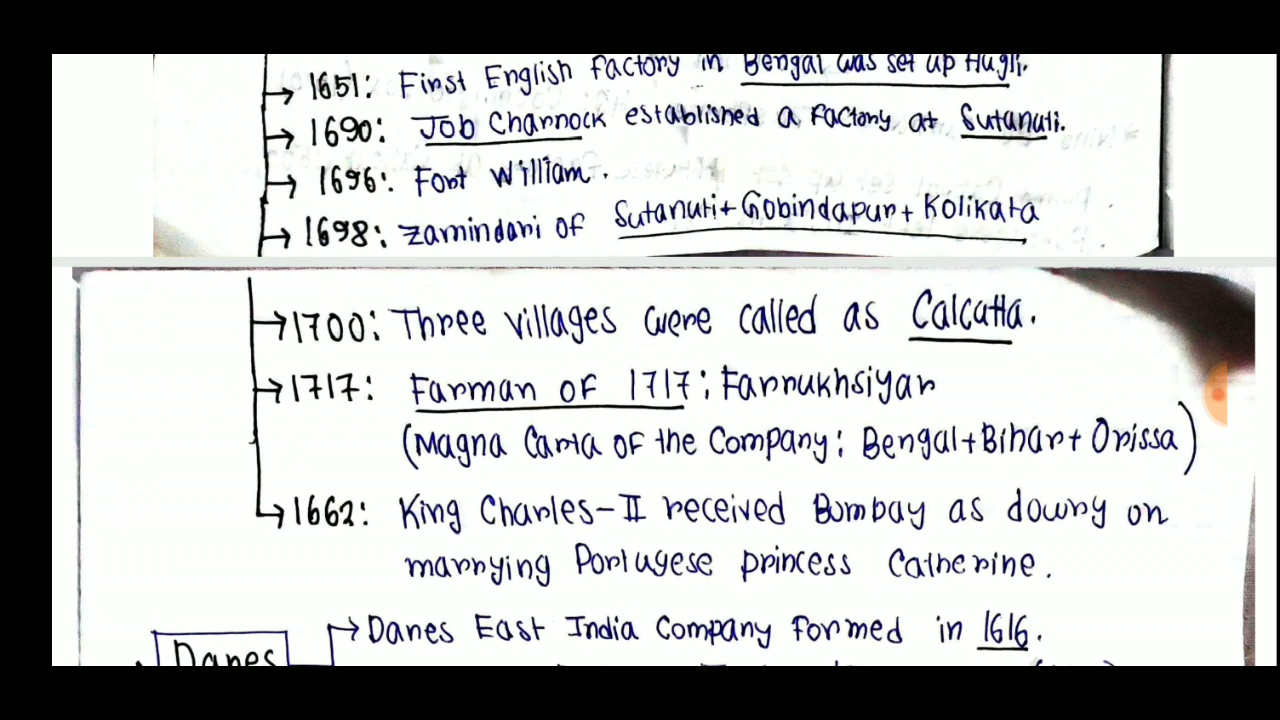 1651: First English factory in Bengal was set up Hugli.
1690: Job Charnock established a factory at Sutanuti.
1696: Fort William.
1698: Zamindari of Sutanuti + Gobindapur + Kolikata
1700: Three villages were called as Calcutta.
1717: Farman of 1717: Farrukhsiyar
(Magna Carta of the Company: Bengal + Bihar + Orissa)
1662: King Charles-II received Bombay as dowry on
marrying Portugese princess Catherine.
Danes East India Company formed in 1616.
Danes